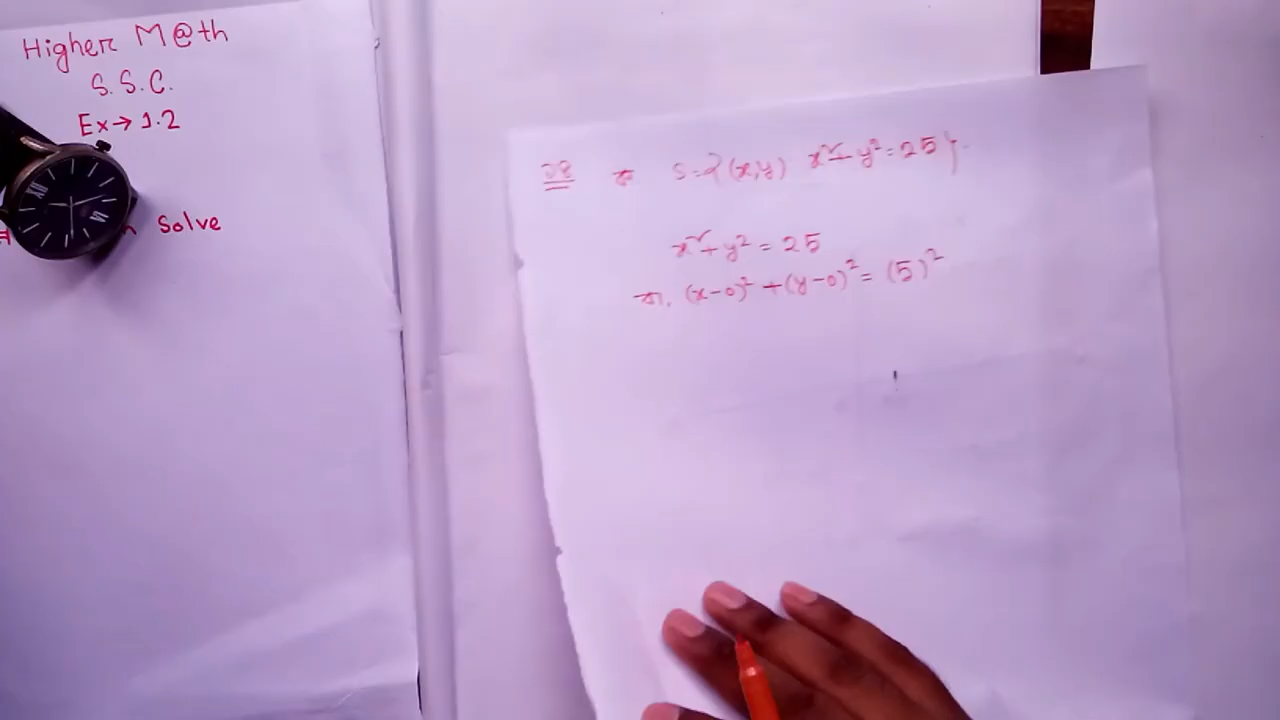 Higher M@th
S.S.C.
Ex→1.2
Solve
ক S={(x,y) x²+y²=25}.
x²+y²=25
বা, (x-0)²+(y-0)²=(5)²